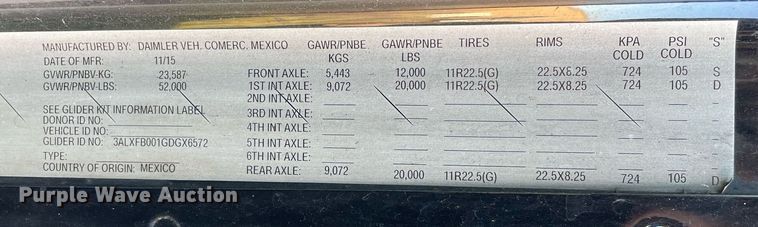 MANUFACTURED BY: DAIMLER VEH. COMERC. MEXICO GAWR/PNBE KGS GAWR/PNBE LBS TIRES RIMS KPA COLD PSI COLD "S"
DATE OF MFR: 11/15
GVWR/PNBV-KG: 23,587 FRONT AXLE: 5,443 12,000 11R22.5(G) 22.5X8.25 724 105 S
GVWR/PNBV-LBS: 52,000 1ST INT AXLE: 9,072 20,000 11R22.5(G) 22.5X8.25 724 105 D
2ND INT AXLE:
SEE GLIDER KIT INFORMATION LABEL 3RD INT AXLE:
DONOR ID NO: 4TH INT AXLE:
VEHICLE ID NO:
GLIDER ID NO: 3ALXFB001GDGX6572 5TH INT AXLE:
TYPE: 6TH INT AXLE:
COUNTRY OF ORIGIN: MEXICO REAR AXLE: 9,072 20,000 11R22.5(G) 22.5X8.25 724 105 D
Purple Wave Auction